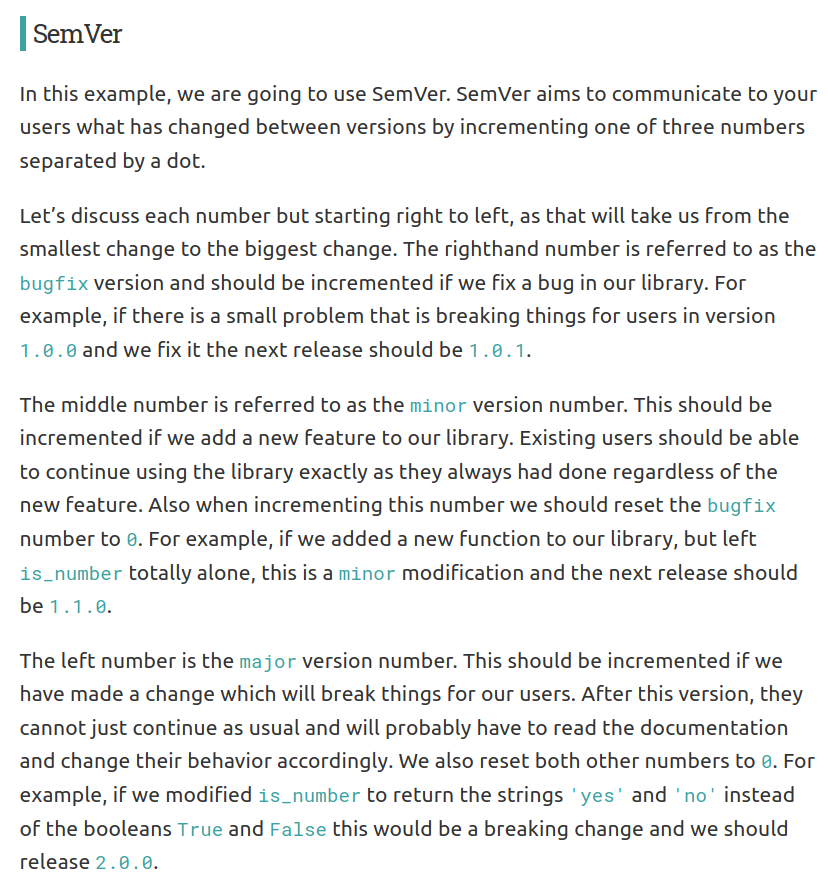 SemVer
In this example, we are going to use SemVer. SemVer aims to communicate to your
users what has changed between versions by incrementing one of three numbers
separated by a dot.
Let’s discuss each number but starting right to left, as that will take us from the
smallest change to the biggest change. The righthand number is referred to as the
bugfix version and should be incremented if we fix a bug in our library. For
example, if there is a small problem that is breaking things for users in version
1.0.0 and we fix it the next release should be 1.0.1.
The middle number is referred to as the minor version number. This should be
incremented if we add a new feature to our library. Existing users should be able
to continue using the library exactly as they always had done regardless of the
new feature. Also when incrementing this number we should reset the bugfix
number to 0. For example, if we added a new function to our library, but left
is_number totally alone, this is a minor modification and the next release should
be 1.1.0.
The left number is the major version number. This should be incremented if we
have made a change which will break things for our users. After this version, they
cannot just continue as usual and will probably have to read the documentation
and change their behavior accordingly. We also reset both other numbers to 0. For
example, if we modified is_number to return the strings 'yes' and 'no' instead
of the booleans True and False this would be a breaking change and we should
release 2.0.0.